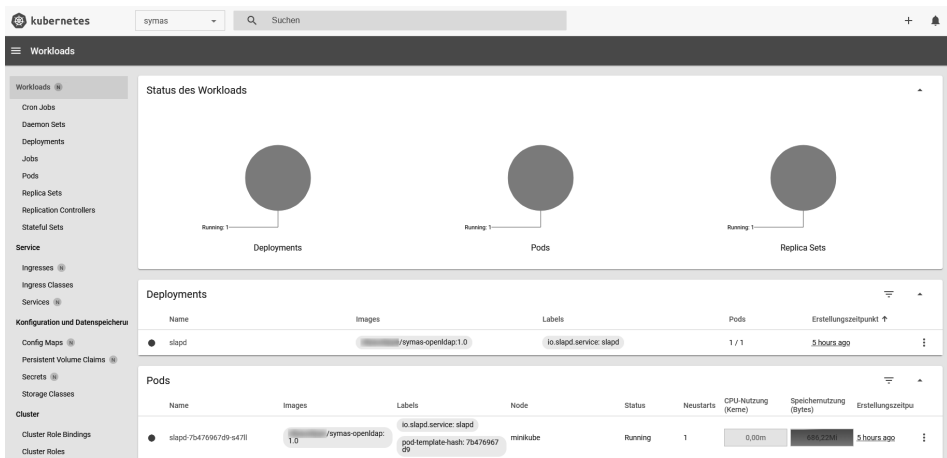 kubernetes
symas
Suchen
Workloads
Workloads N
Cron Jobs
Daemon Sets
Deployments
Jobs
Pods
Replica Sets
Replication Controllers
Stateful Sets
Service
Ingresses N
Ingress Classes
Services N
Konfiguration und Datenspeicheru
Config Maps N
Persistent Volume Claims N
Secrets N
Storage Classes
Cluster
Cluster Role Bindings
Cluster Roles
Status des Workloads
Running: 1
Deployments
Running: 1
Pods
Running: 1
Replica Sets
Deployments
Name Images Labels Pods Erstellungszeitpunkt ↑
slapd /symas-openldap:1.0 io.slapd.service: slapd 1 / 1 5 hours ago
Pods
Name Images Labels Node Status Neustarts CPU-Nutzung (Kerne) Speichernutzung (Bytes) Erstellungszeitpu
slapd-7b476967d9-s47ll /symas-openldap: 1.0 io.slapd.service: slapd pod-template-hash: 7b476967 d9 minikube Running 1 0,00m 686,22Mi 5 hours ago